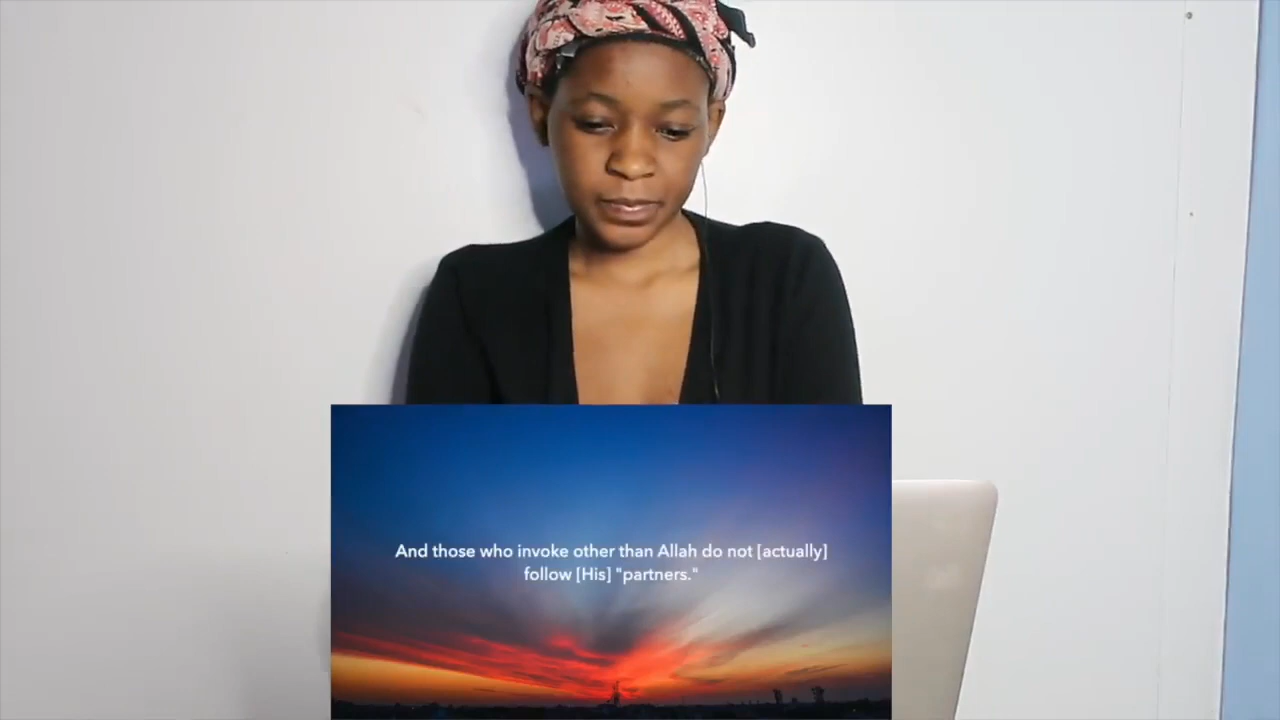 And those who invoke other than Allah do not [actually]
follow [His] "partners."